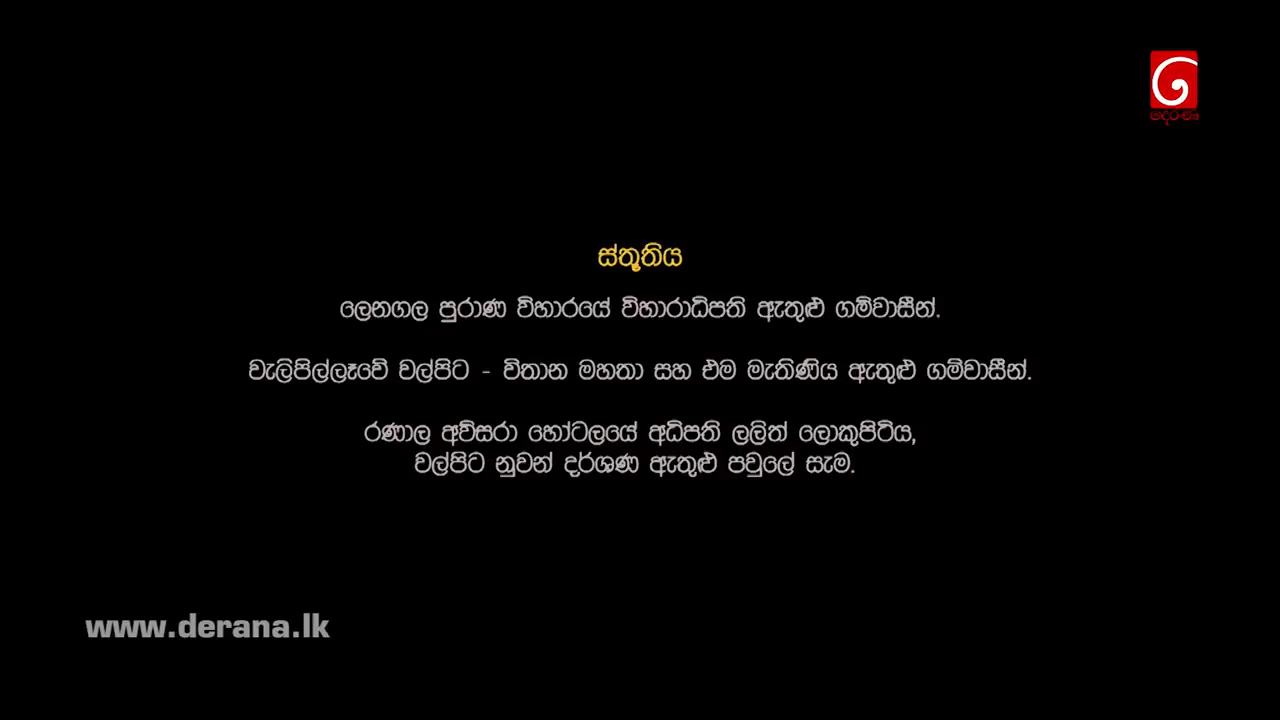 දෙරණ
ස්තූතිය
ලෙනගල පුරාණ විහාරයේ විහාරාධිපති ඇතුළු ගම්වාසීන්.
වැලිපිල්ලෑවේ වල්පිට - විතාන මහතා සහ එම මැතිණිය ඇතුළු ගම්වාසීන්.
රණාල අවිසරා හෝටලයේ අධිපති ලලිත් ලොකුපිටිය,
වල්පිට නුවන් දර්ශණ ඇතුළු පවුලේ සැම.
www.derana.lk